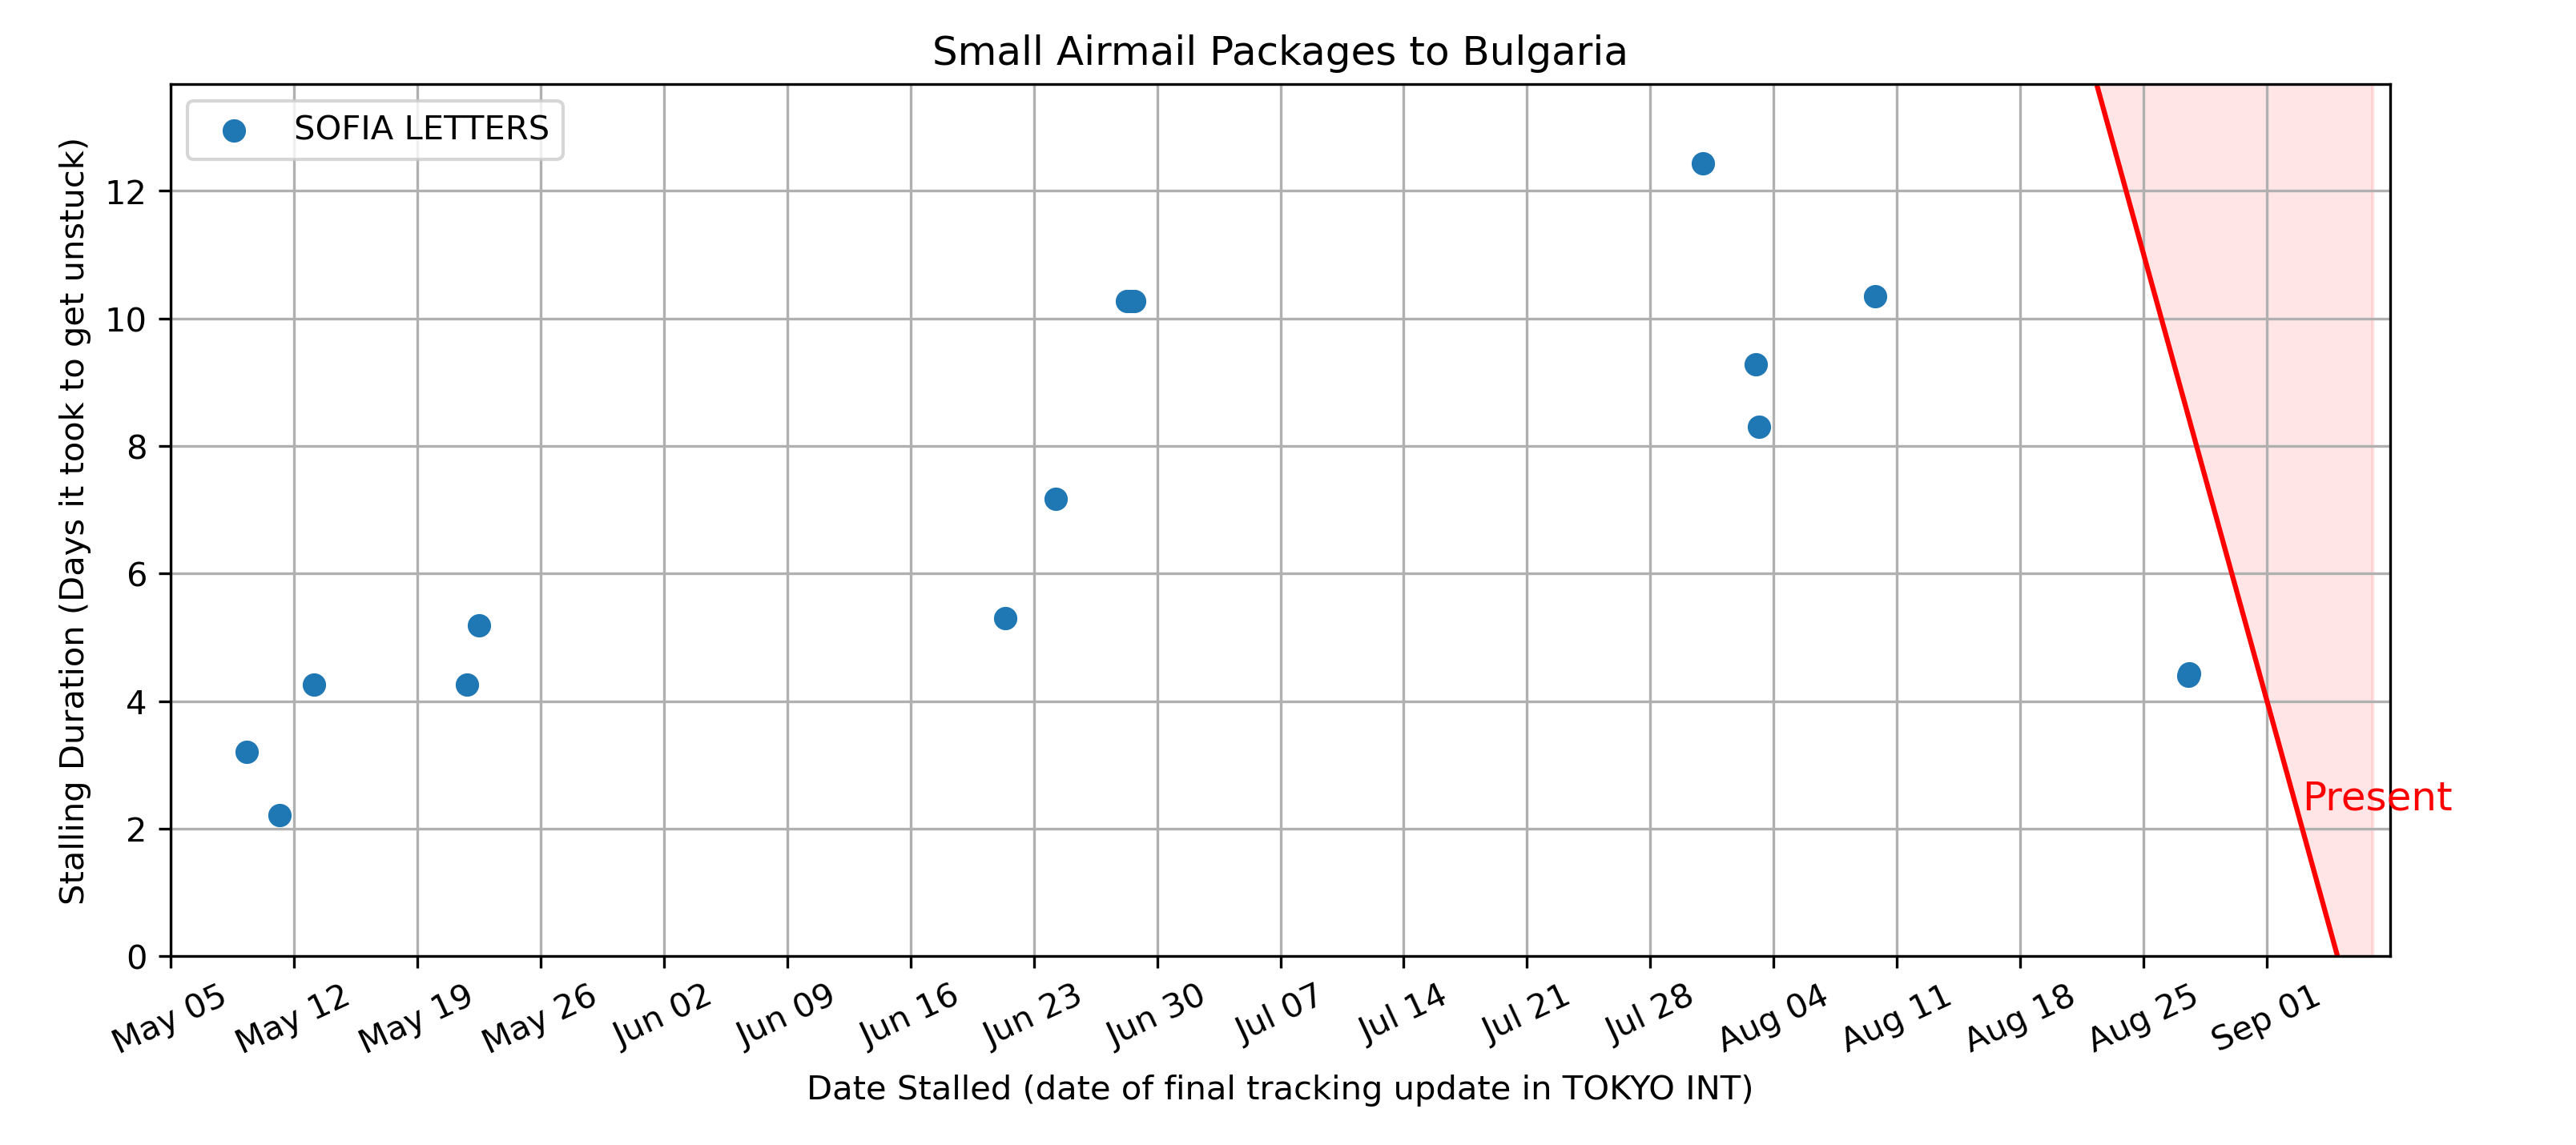 Small Airmail Packages to Bulgaria
SOFIA LETTERS
Stalling Duration (Days it took to get unstuck)
12
10
8
6
4
2
0
Present
May 05
May 12
May 19
May 26
Jun 02
Jun 09
Jun 16
Jun 23
Jun 30
Jul 07
Jul 14
Jul 21
Jul 28
Aug 04
Aug 11
Aug 18
Aug 25
Sep 01
Date Stalled (date of final tracking update in TOKYO INT)